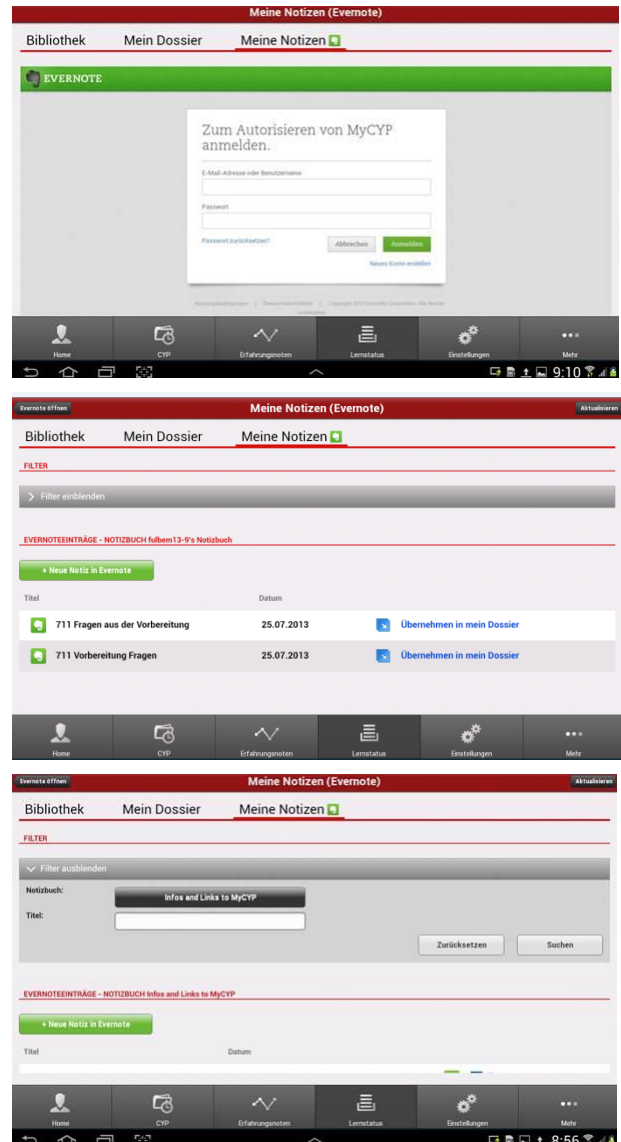 Meine Notizen (Evernote)
Bibliothek Mein Dossier Meine Notizen
EVERNOTE
Zum Autorisieren von MyCYP
anmelden.
E-Mail-Adresse oder Benutzername
Passwort
Passwort zurücksetzen? Abbrechen Anmelden
Neues Konto erstellen
Home CYP Erfahrungsnoten Lernstatus Einstellungen Mehr
9:10
Evernote öffnen Meine Notizen (Evernote) Aktualisieren
Bibliothek Mein Dossier Meine Notizen
FILTER
Filter einblenden
EVERNOTEEINTRÄGE - NOTIZBUCH fulbem13-9's Notizbuch
+ Neue Notiz in Evernote
Titel Datum
711 Fragen aus der Vorbereitung 25.07.2013 Übernehmen in mein Dossier
711 Vorbereitung Fragen 25.07.2013 Übernehmen in mein Dossier
Home CYP Erfahrungsnoten Lernstatus Einstellungen Mehr
Evernote öffnen Meine Notizen (Evernote) Aktualisieren
Bibliothek Mein Dossier Meine Notizen
FILTER
Filter ausblenden
Notizbuch: Infos and Links to MyCYP
Titel:
Zurücksetzen Suchen
EVERNOTEEINTRÄGE - NOTIZBUCH Infos and Links to MyCYP
+ Neue Notiz in Evernote
Titel Datum
Home CYP Erfahrungsnoten Lernstatus Einstellungen Mehr
8:56